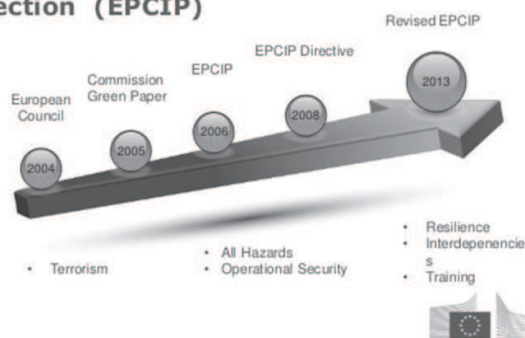 ection (EPCIP)
Revised EPCIP
EPCIP Directive
EPCIP
Commission
Green Paper
European
Council
2013
2008
2006
2005
2004
• Terrorism
• All Hazards
• Operational Security
• Resilience
• Interdepenencie
s
• Training